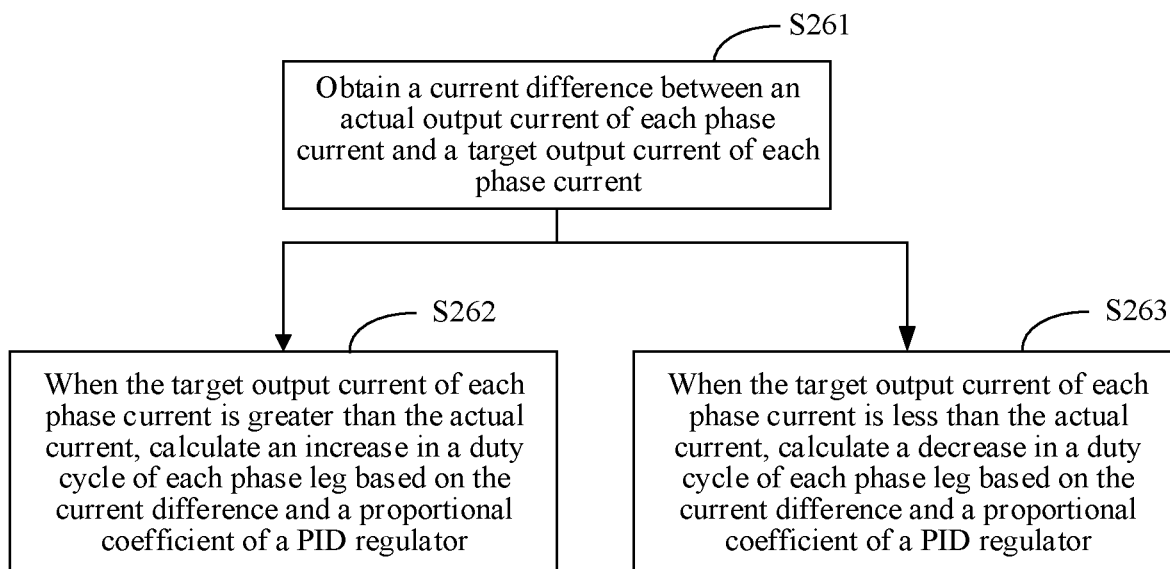 S261
Obtain a current difference between an
actual output current of each phase
current and a target output current of each
phase current
S262
When the target output current of each
phase current is greater than the actual
current, calculate an increase in a duty
cycle of each phase leg based on the
current difference and a proportional
coefficient of a PID regulator
S263
When the target output current of each
phase current is less than the actual
current, calculate a decrease in a duty
cycle of each phase leg based on the
current difference and a proportional
coefficient of a PID regulator